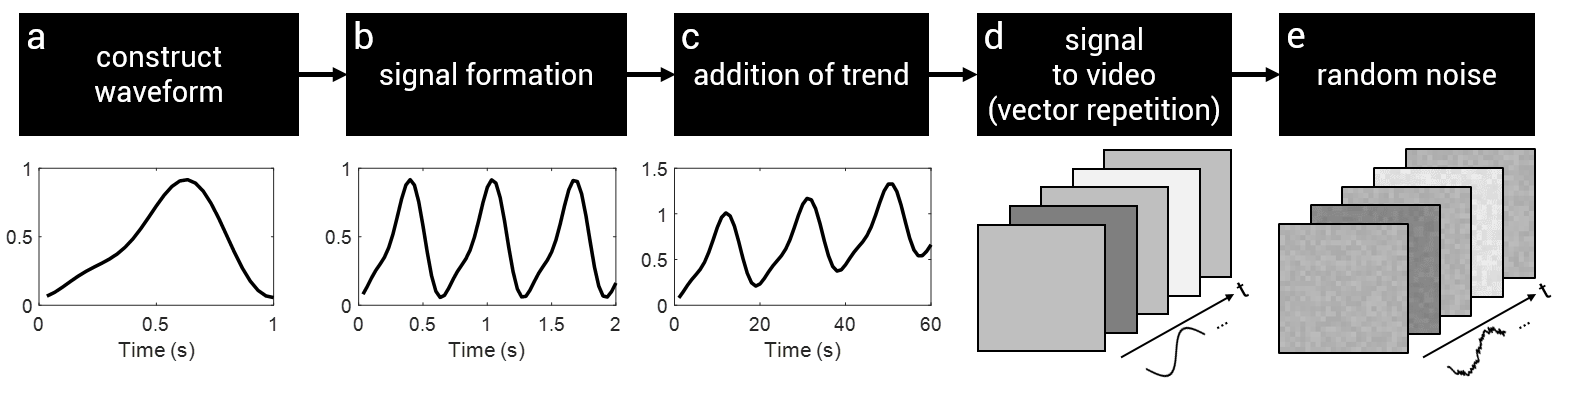 a
construct
waveform
b
signal formation
c
addition of trend
d
signal
to video
(vector repetition)
e
random noise
1
0.5
0
0
0.5
1
Time (s)
1
0.5
0
0
0.5
1
1.5
2
Time (s)
1.5
1
0.5
0
0
20
40
60
Time (s)
t
...
t
...